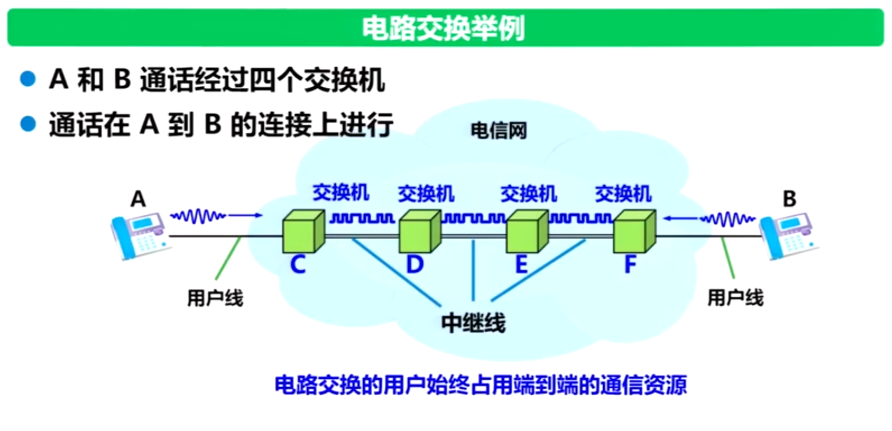 电路交换举例
A 和 B 通话经过四个交换机
通话在 A 到 B 的连接上进行
电信网
交换机 交换机 交换机 交换机
A B
C D E F
用户线 用户线
中继线
电路交换的用户始终占用端到端的通信资源